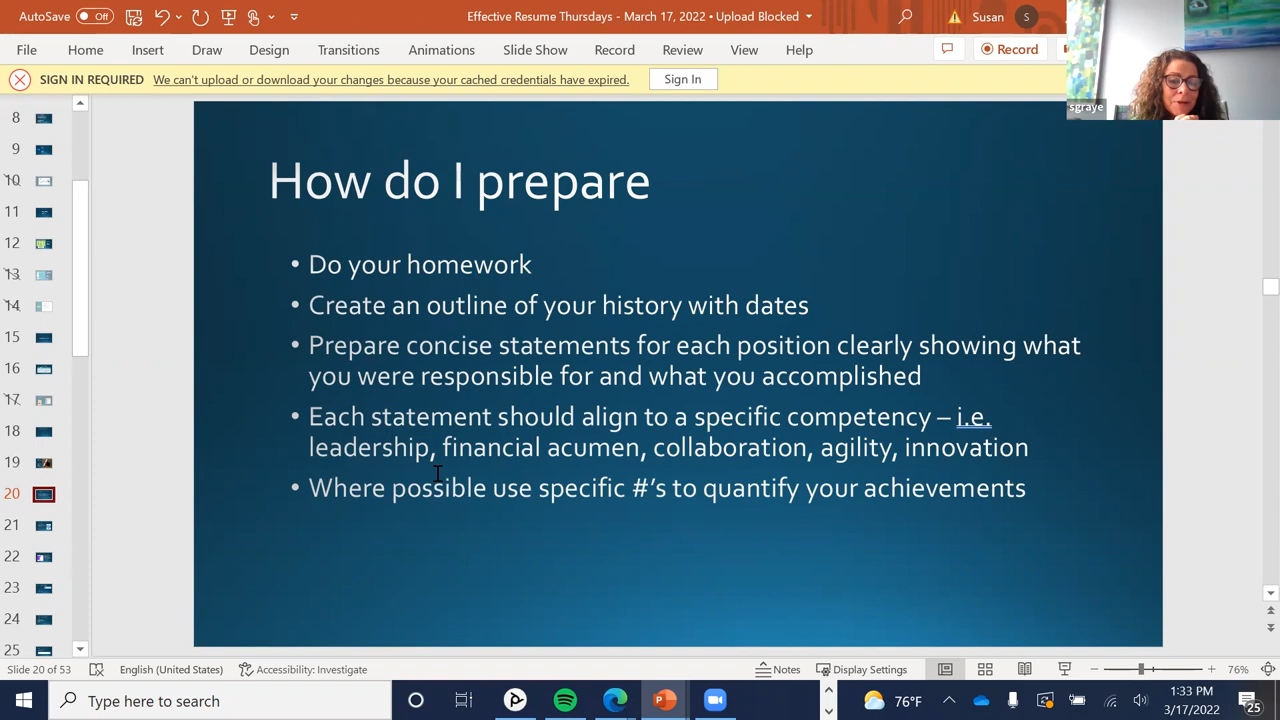 AutoSave Off Effective Resume Thursdays - March 17, 2022 • Upload Blocked Susan S
File Home Insert Draw Design Transitions Animations Slide Show Record Review View Help Record
SIGN IN REQUIRED We can't upload or download your changes because your cached credentials have expired. Sign In
sgraye
8
9
10
11
12
13
14
15
16
17
18
19
20
21
22
23
24
25
How do I prepare
• Do your homework
• Create an outline of your history with dates
• Prepare concise statements for each position clearly showing what
you were responsible for and what you accomplished
• Each statement should align to a specific competency – i.e.
leadership, financial acumen, collaboration, agility, innovation
• Where possible use specific #'s to quantify your achievements
Slide 20 of 53 English (United States) Accessibility: Investigate Notes Display Settings 76%
Type here to search
76°F
1:33 PM
3/17/2022
25